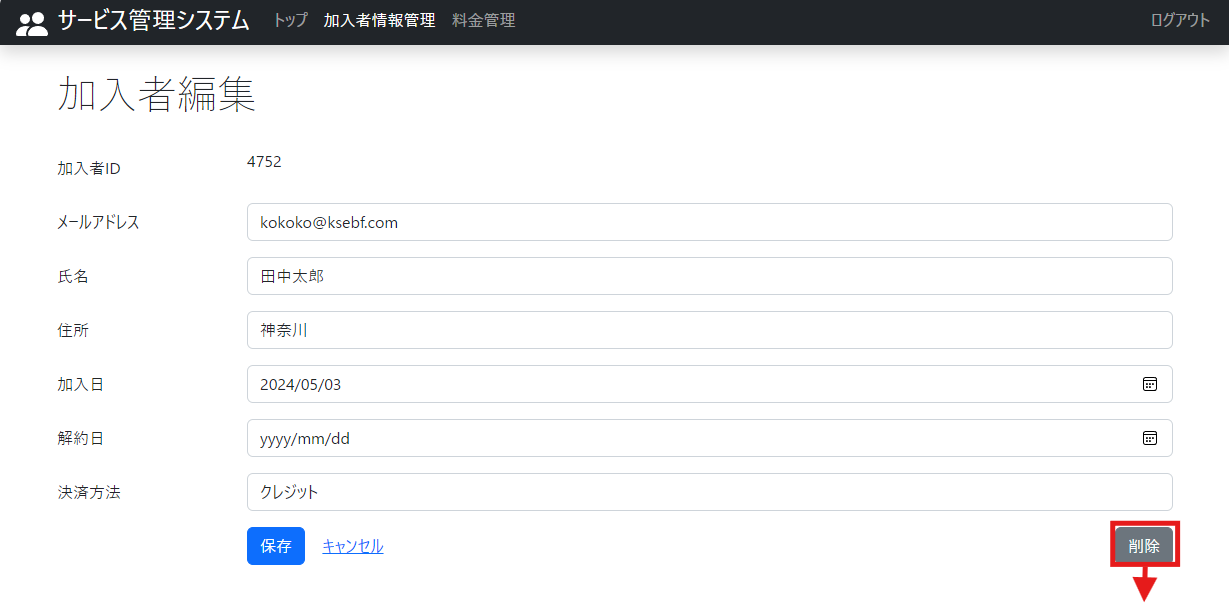 サービス管理システム トップ 加入者情報管理 料金管理 ログアウト
加入者編集
加入者ID 4752
メールアドレス kokoko@ksebf.com
氏名 田中太郎
住所 神奈川
加入日 2024/05/03
解約日 yyyy/mm/dd
決済方法 クレジット
保存 キャンセル 削除